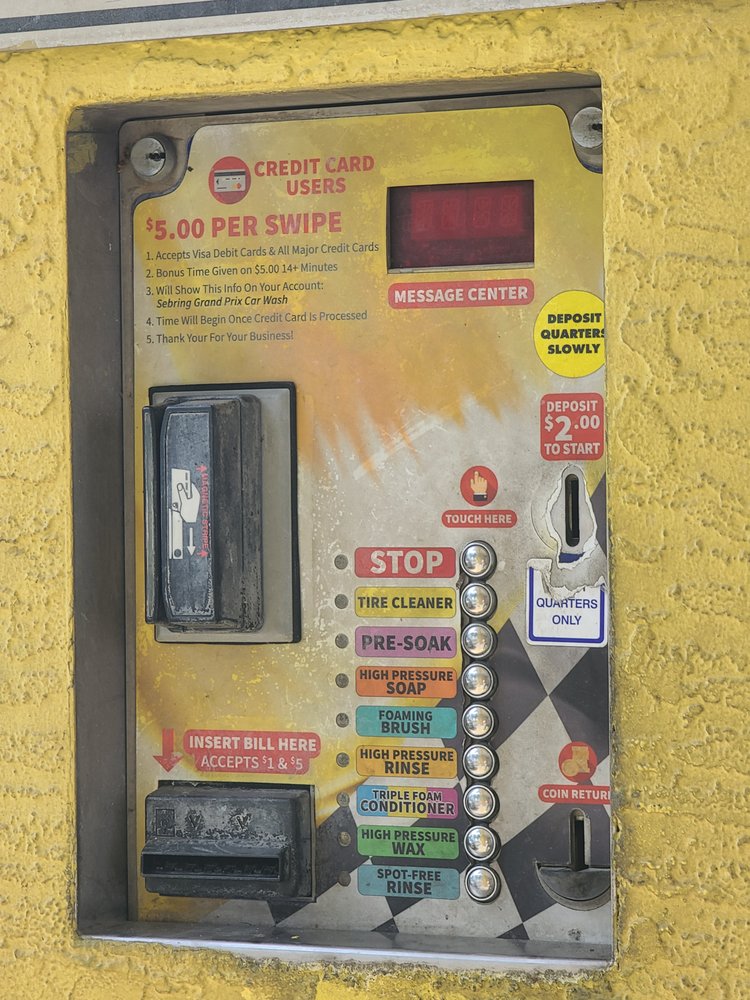 CREDIT CARD
USERS
$5.00 PER SWIPE
1. Accepts Visa Debit Cards & All Major Credit Cards
2. Bonus Time Given on $5.00 14+ Minutes
3. Will Show This Info On Your Account:
Sebring Grand Prix Car Wash
4. Time Will Begin Once Credit Card Is Processed
5. Thank Your For Your Business!
MESSAGE CENTER
DEPOSIT
QUARTERS
SLOWLY
DEPOSIT
$2.00
TO START
MAGNETIC STRIPE
TOUCH HERE
STOP
TIRE CLEANER
PRE-SOAK
HIGH PRESSURE
SOAP
FOAMING
BRUSH
HIGH PRESSURE
RINSE
TRIPLE FOAM
CONDITIONER
HIGH PRESSURE
WAX
SPOT-FREE
RINSE
QUARTERS
ONLY
INSERT BILL HERE
ACCEPTS $1 & $5
COIN RETURN